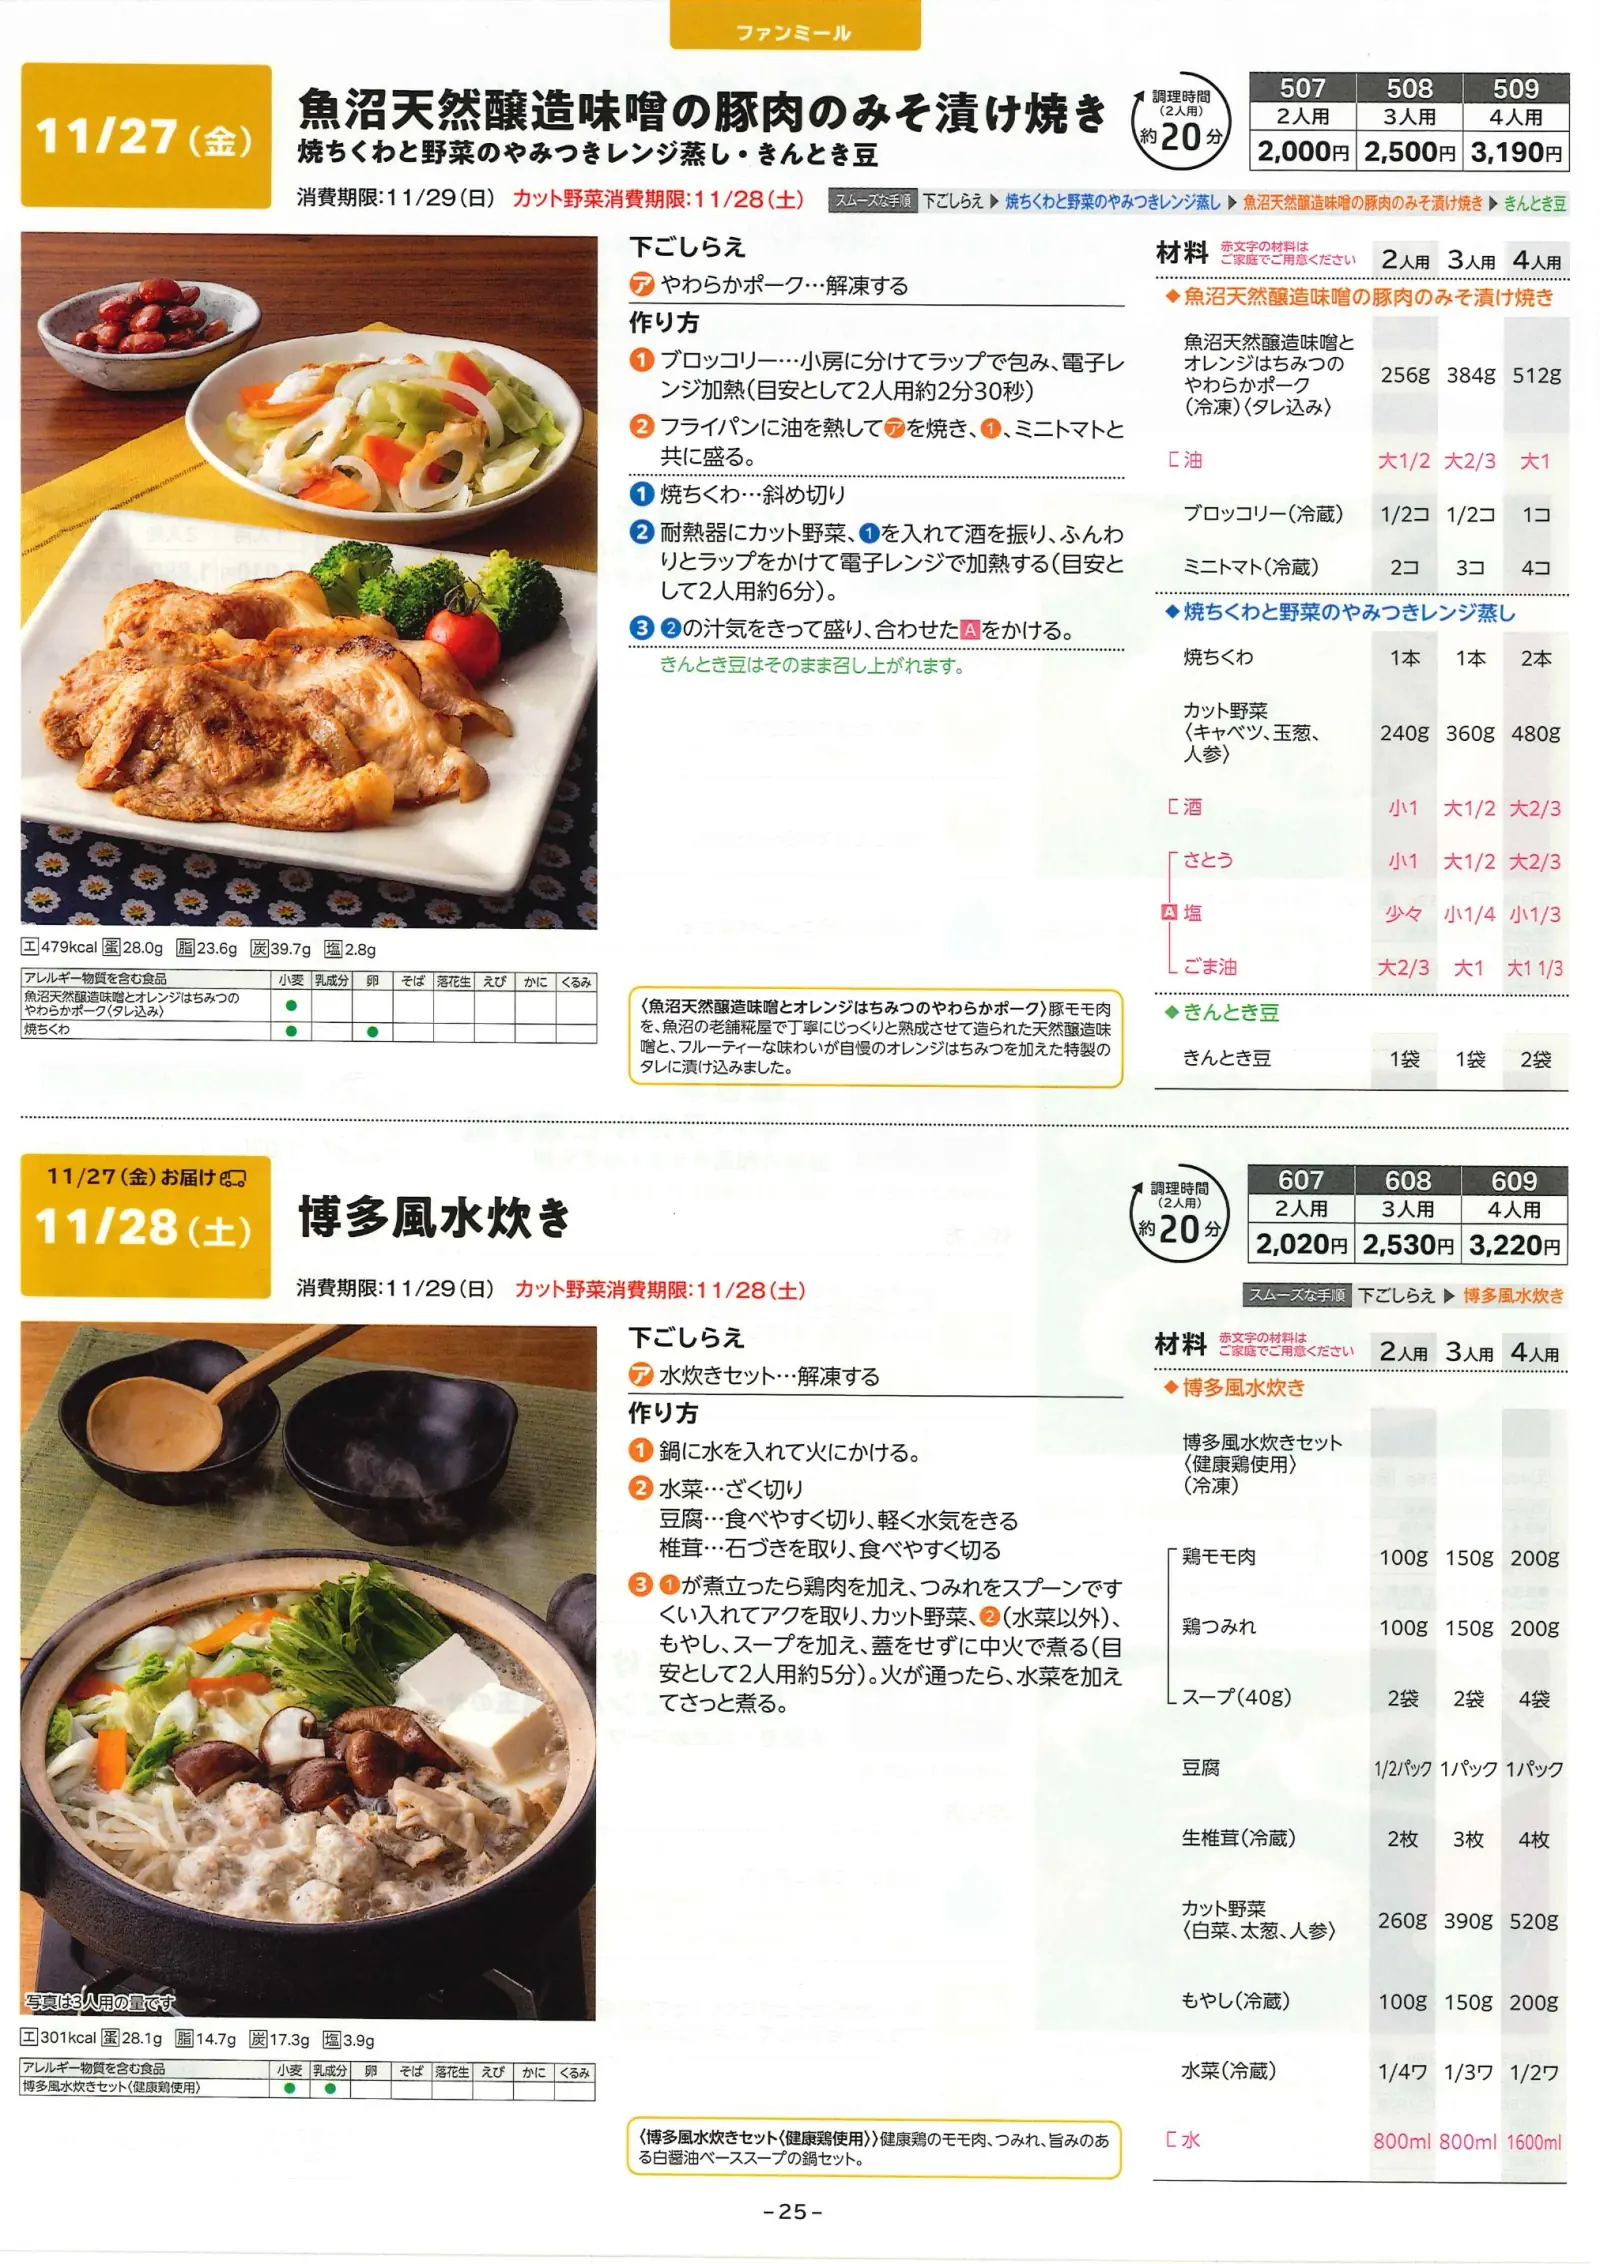 ファンミール
11/27(金)
魚沼天然醸造味噌の豚肉のみそ漬け焼き
焼ちくわと野菜のやみつきレンジ蒸し・きんとき豆
調理時間
(2人用)
約20分
507 508 509
2人用 3人用 4人用
2,000円 2,500円 3,190円
消費期限:11/29(日) カット野菜消費期限:11/28(土)
スムーズな手順 下ごしらえ▶焼ちくわと野菜のやみつきレンジ蒸し▶魚沼天然醸造味噌の豚肉のみそ漬け焼き▶きんとき豆
下ごしらえ
㋐やわらかポーク…解凍する
作り方
❶ブロッコリー…小房に分けてラップで包み、電子レ
ンジ加熱(目安として2人用約2分30秒)
❷フライパンに油を熱して㋐を焼き、❶、ミニトマトと
共に盛る。
❶焼ちくわ…斜め切り
❷耐熱器にカット野菜、❶を入れて酒を振り、ふんわ
りとラップをかけて電子レンジで加熱する(目安と
して2人用約6分)。
❸❷の汁気をきって盛り、合わせたAをかける。
きんとき豆はそのまま召し上がれます。
材料 赤文字の材料は
ご家庭でご用意ください
2人用 3人用 4人用
◆魚沼天然醸造味噌の豚肉のみそ漬け焼き
魚沼天然醸造味噌と
オレンジはちみつの
やわらかポーク
(冷凍)〈タレ込み〉
256g 384g 512g
油 大1/2 大2/3 大1
ブロッコリー(冷蔵) 1/2コ 1/2コ 1コ
ミニトマト(冷蔵) 2コ 3コ 4コ
◆焼ちくわと野菜のやみつきレンジ蒸し
焼ちくわ 1本 1本 2本
カット野菜
〈キャベツ、玉葱、
人参〉
240g 360g 480g
酒 小1 大1/2 大2/3
さとう 小1 大1/2 大2/3
A 塩 少々 小1/4 小1/3
ごま油 大2/3 大1 大1 1/3
◆きんとき豆
きんとき豆 1袋 1袋 2袋
エ479kcal 蛋28.0g 脂23.6g 炭39.7g 塩2.8g
アレルギー物質を含む食品 小麦 乳成分 卵 そば 落花生 えび かに くるみ
魚沼天然醸造味噌とオレンジはちみつの
やわらかポーク〈タレ込み〉 ●
焼ちくわ ● ●
〈魚沼天然醸造味噌とオレンジはちみつのやわらかポーク〉豚モモ肉
を、魚沼の老舗糀屋で丁寧にじっくりと熟成させて造られた天然醸造味
噌と、フルーティーな味わいが自慢のオレンジはちみつを加えた特製の
タレに漬け込みました。
11/27(金)お届け
11/28(土)
博多風水炊き
調理時間
(2人用)
約20分
607 608 609
2人用 3人用 4人用
2,020円 2,530円 3,220円
消費期限:11/29(日) カット野菜消費期限:11/28(土)
スムーズな手順 下ごしらえ▶博多風水炊き
下ごしらえ
㋐水炊きセット…解凍する
作り方
❶鍋に水を入れて火にかける。
❷水菜…ざく切り
豆腐…食べやすく切り、軽く水気をきる
椎茸…石づきを取り、食べやすく切る
❸❶が煮立ったら鶏肉を加え、つみれをスプーンです
くい入れてアクを取り、カット野菜、❷(水菜以外)、
もやし、スープを加え、蓋をせずに中火で煮る(目
安として2人用約5分)。火が通ったら、水菜を加え
てさっと煮る。
材料 赤文字の材料は
ご家庭でご用意ください
2人用 3人用 4人用
◆博多風水炊き
博多風水炊きセット
〈健康鶏使用〉
(冷凍)
鶏モモ肉 100g 150g 200g
鶏つみれ 100g 150g 200g
スープ(40g) 2袋 2袋 4袋
豆腐 1/2パック 1パック 1パック
生椎茸(冷蔵) 2枚 3枚 4枚
カット野菜
〈白菜、太葱、人参〉
260g 390g 520g
もやし(冷蔵) 100g 150g 200g
水菜(冷蔵) 1/4ワ 1/3ワ 1/2ワ
水 800ml 800ml 1600ml
写真は3人用の量です
エ301kcal 蛋28.1g 脂14.7g 炭17.3g 塩3.9g
アレルギー物質を含む食品 小麦 乳成分 卵 そば 落花生 えび かに くるみ
博多風水炊きセット〈健康鶏使用〉 ● ●
〈博多風水炊きセット〈健康鶏使用〉〉健康鶏のモモ肉、つみれ、旨みのあ
る白醤油ベーススープの鍋セット。
-25-